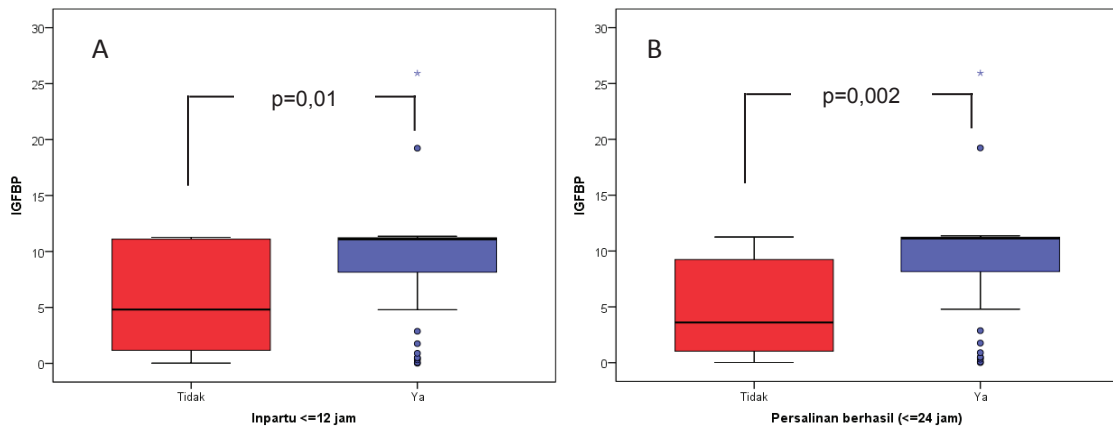 A
30
25
20
15
10
5
0
IGFBP
p=0,01
*
Tidak
Ya
Inpartu <=12 jam
B
30
25
20
15
10
5
0
IGFBP
p=0,002
*
Tidak
Ya
Persalinan berhasil (<=24 jam)